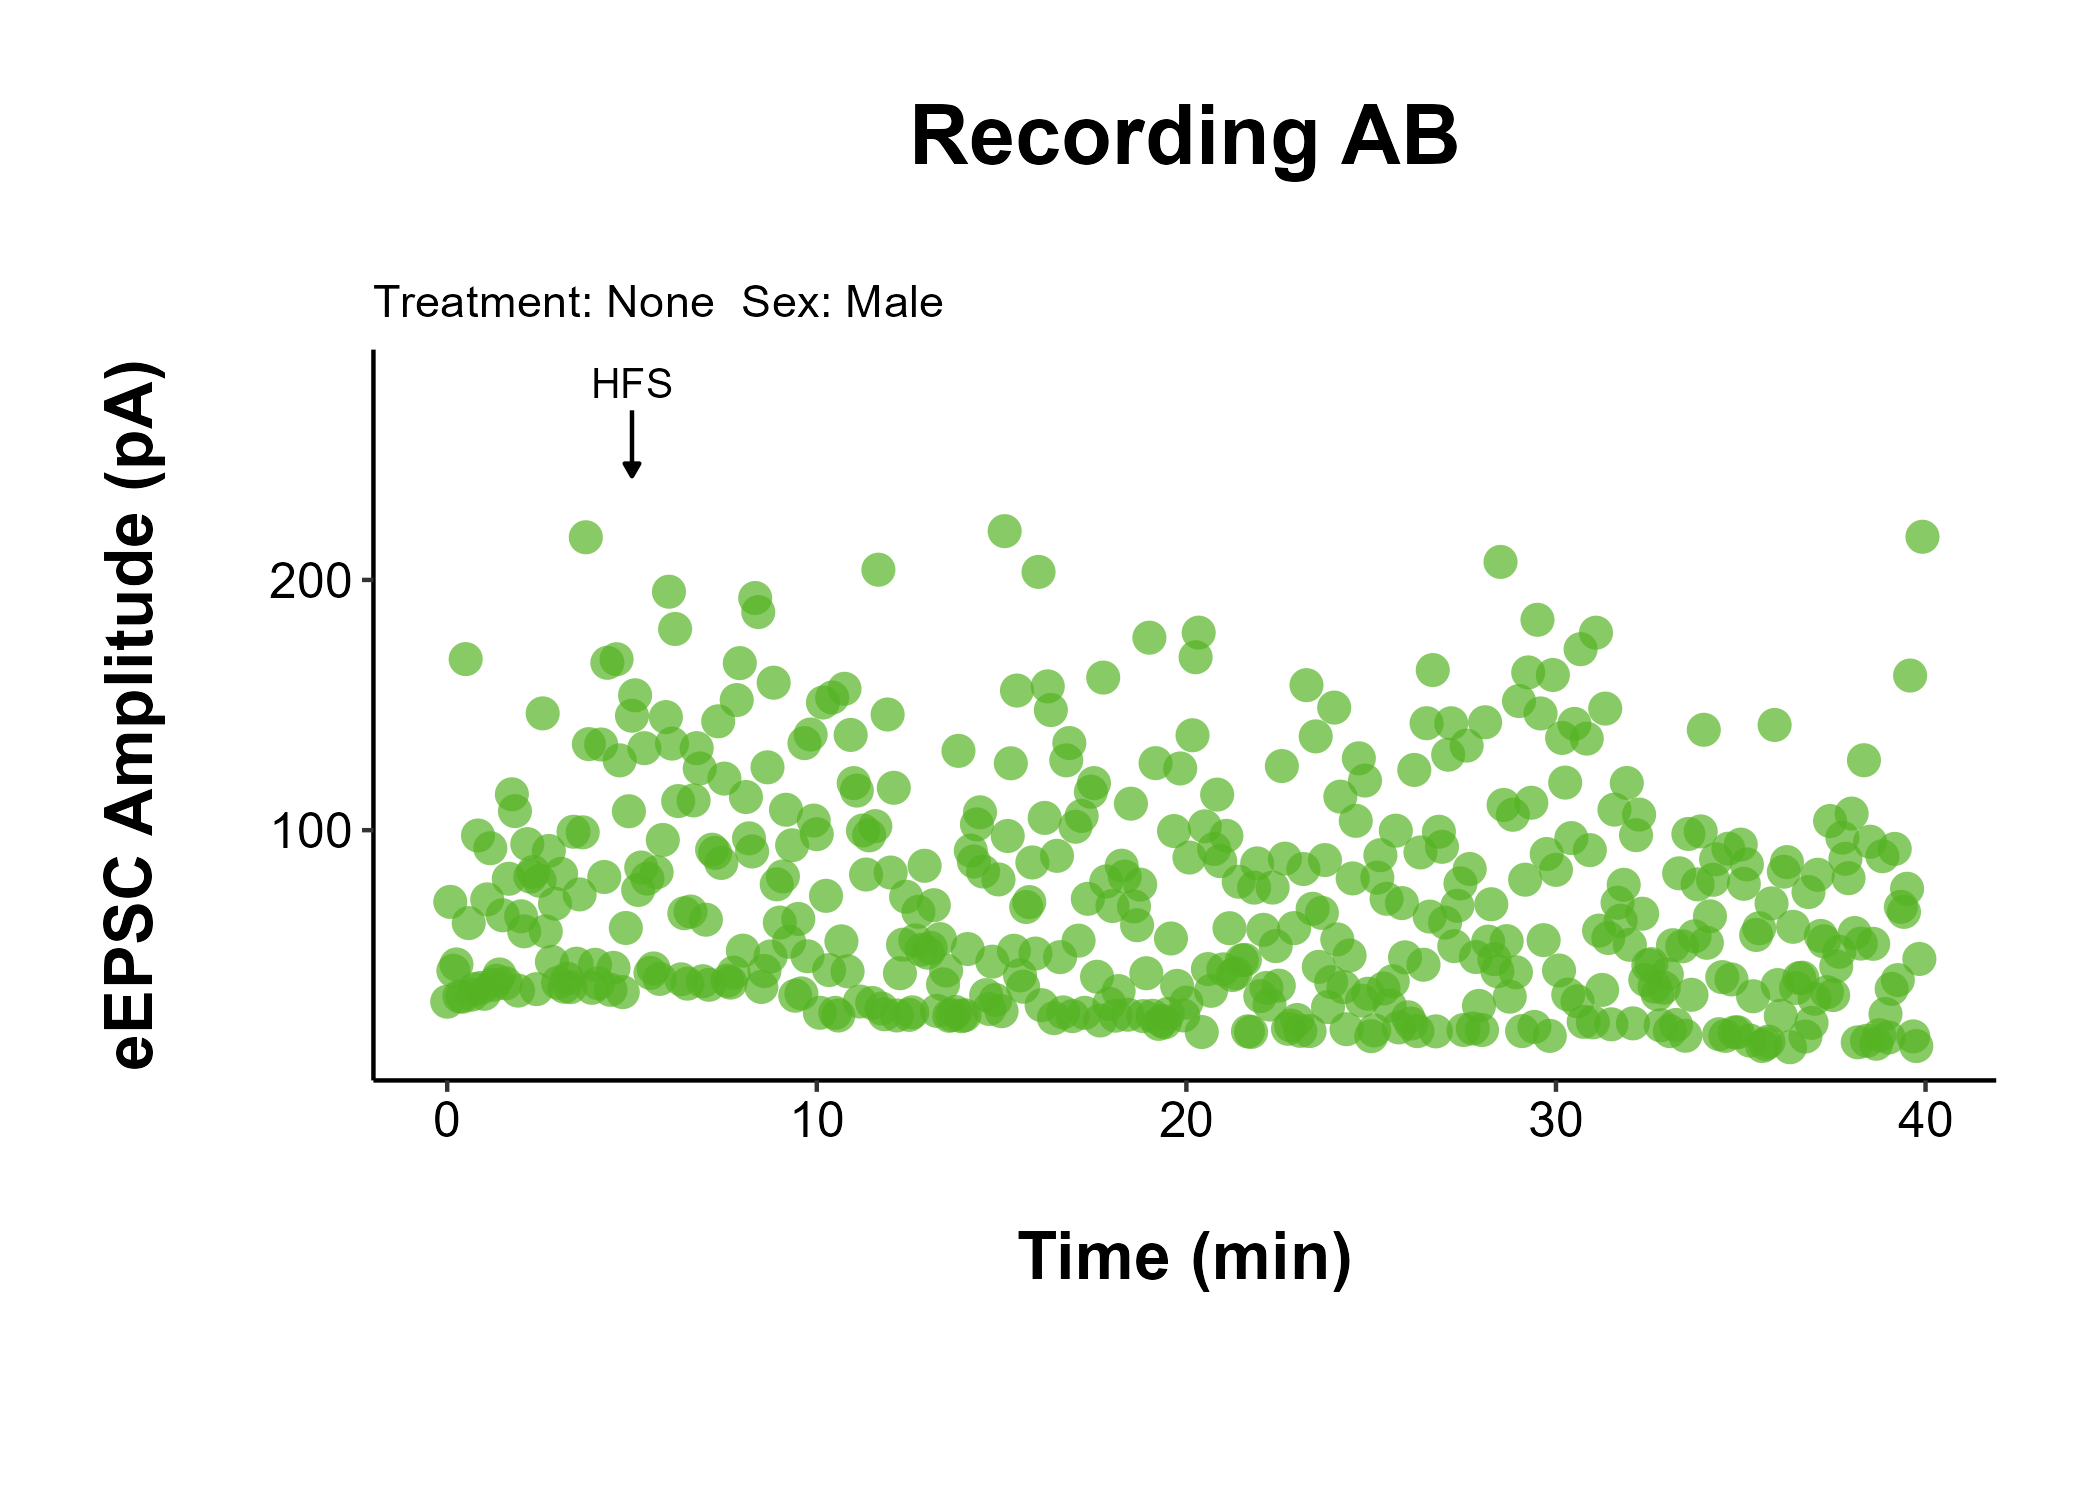 Recording AB
Treatment: None  Sex: Male
HFS
eEPSC Amplitude (pA)
200
100
0 10 20 30 40
Time (min)